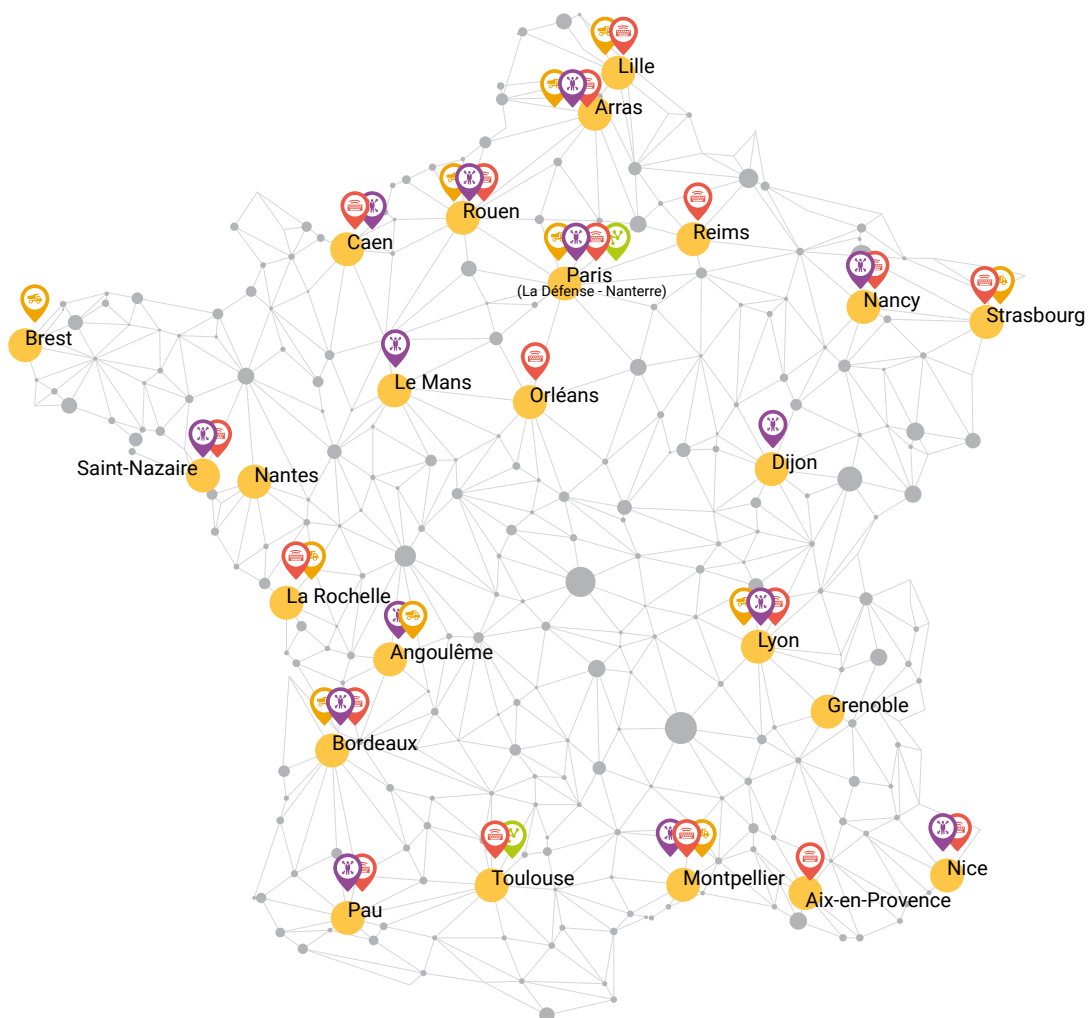 Lille
Arras
Rouen
Caen
Reims
Paris
(La Défense - Nanterre)
Nancy
Strasbourg
Brest
Le Mans
Orléans
Saint-Nazaire
Nantes
Dijon
La Rochelle
Angoulême
Lyon
Grenoble
Bordeaux
Toulouse
Montpellier
Nice
Aix-en-Provence
Pau